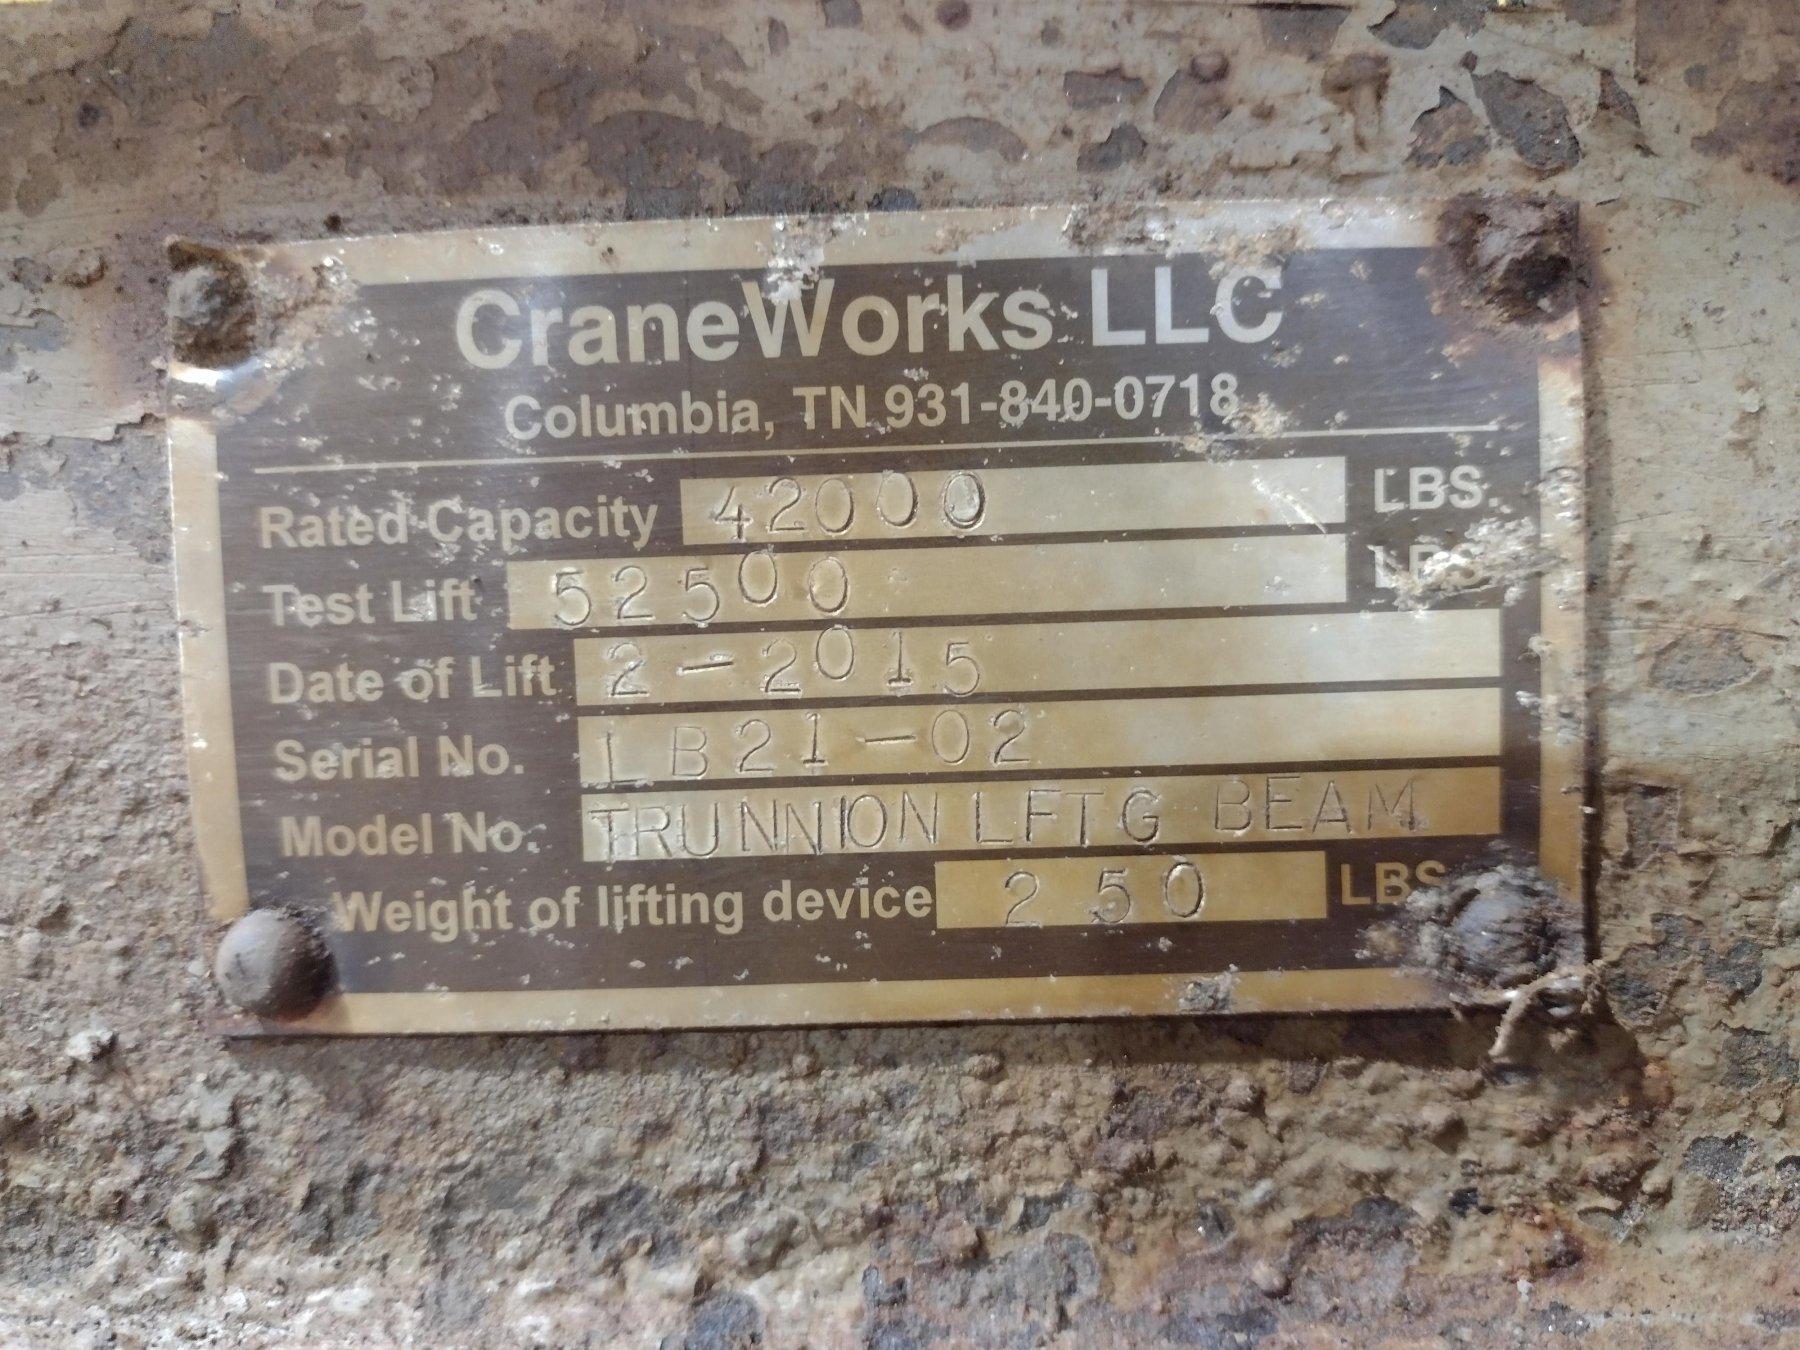 CraneWorks LLC
Columbia, TN 931-840-0718
Rated Capacity 42000 LBS.
Test Lift 52500 LBS
Date of Lift 2-2015
Serial No. LB21-02
Model No. TRUNNION LFTG BEAM
Weight of lifting device 250 LBS